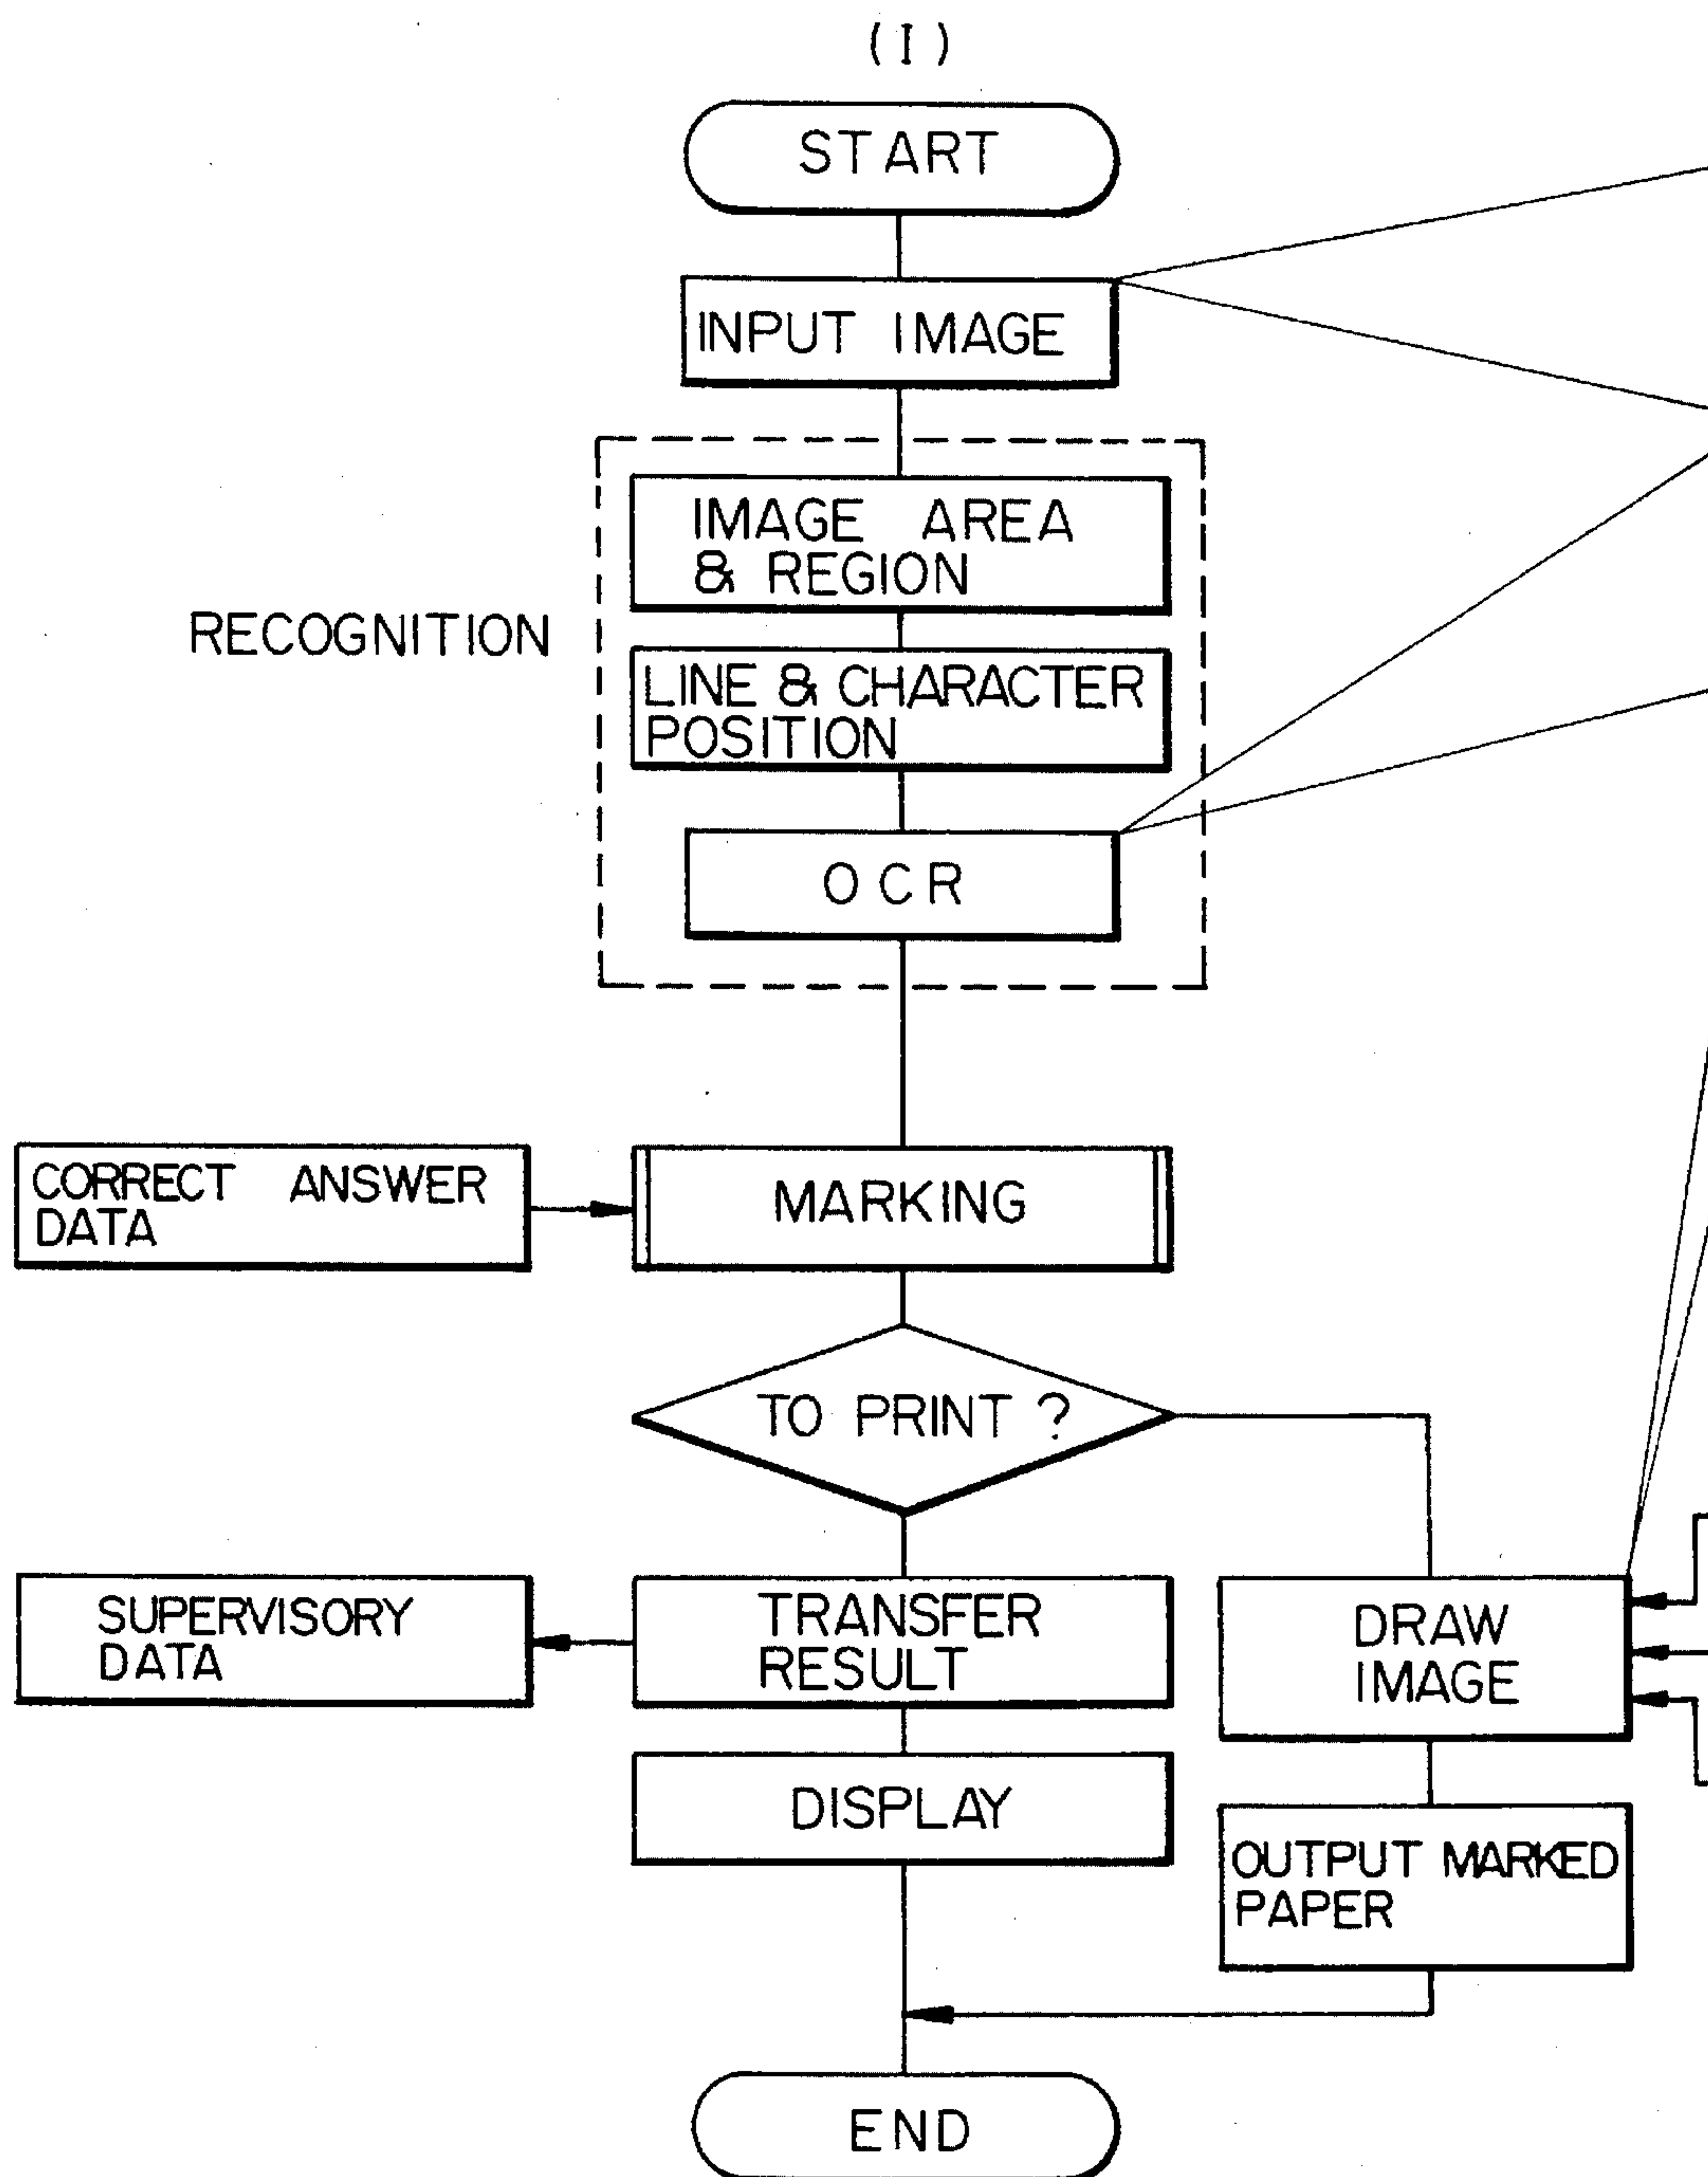 (I)
START
INPUT IMAGE
IMAGE AREA
& REGION
RECOGNITION
LINE & CHARACTER
POSITION
OCR
CORRECT ANSWER
DATA
MARKING
TO PRINT ?
SUPERVISORY
DATA
TRANSFER
RESULT
DRAW
IMAGE
DISPLAY
OUTPUT MARKED
PAPER
END